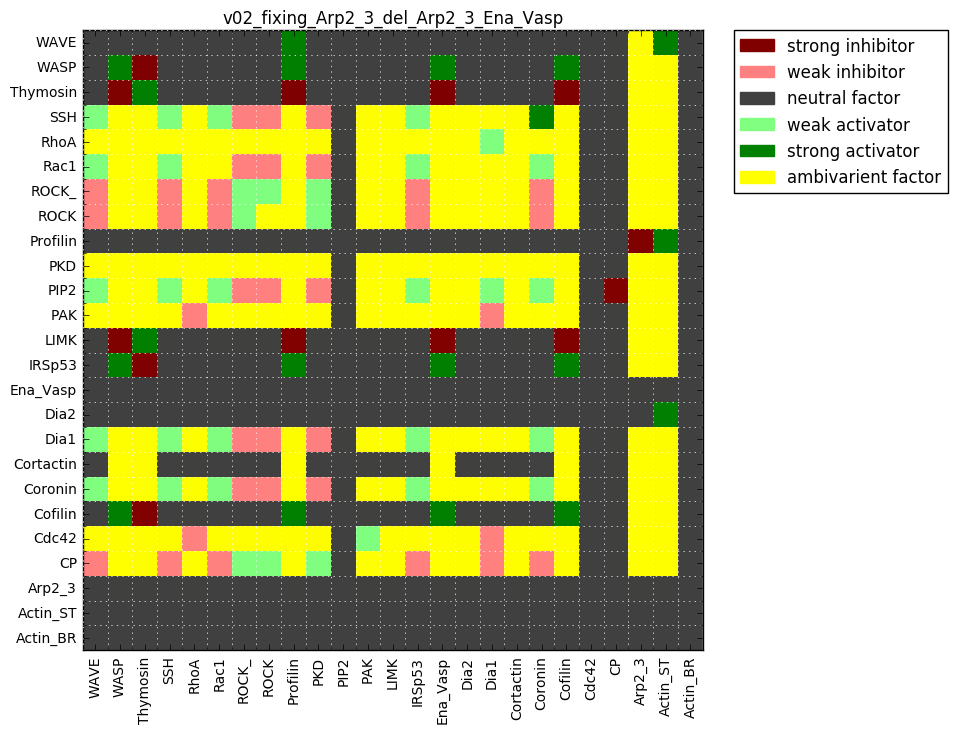 v02_fixing_Arp2_3_del_Arp2_3_Ena_Vasp
WAVE
WASP
Thymosin
SSH
RhoA
Rac1
ROCK_
ROCK
Profilin
PKD
PIP2
PAK
LIMK
IRSp53
Ena_Vasp
Dia2
Dia1
Cortactin
Coronin
Cofilin
Cdc42
CP
Arp2_3
Actin_ST
Actin_BR
WAVE
WASP
Thymosin
SSH
RhoA
Rac1
ROCK_
ROCK
Profilin
PKD
PIP2
PAK
LIMK
IRSp53
Ena_Vasp
Dia2
Dia1
Cortactin
Coronin
Cofilin
Cdc42
CP
Arp2_3
Actin_ST
Actin_BR
strong inhibitor
weak inhibitor
neutral factor
weak activator
strong activator
ambivarient factor